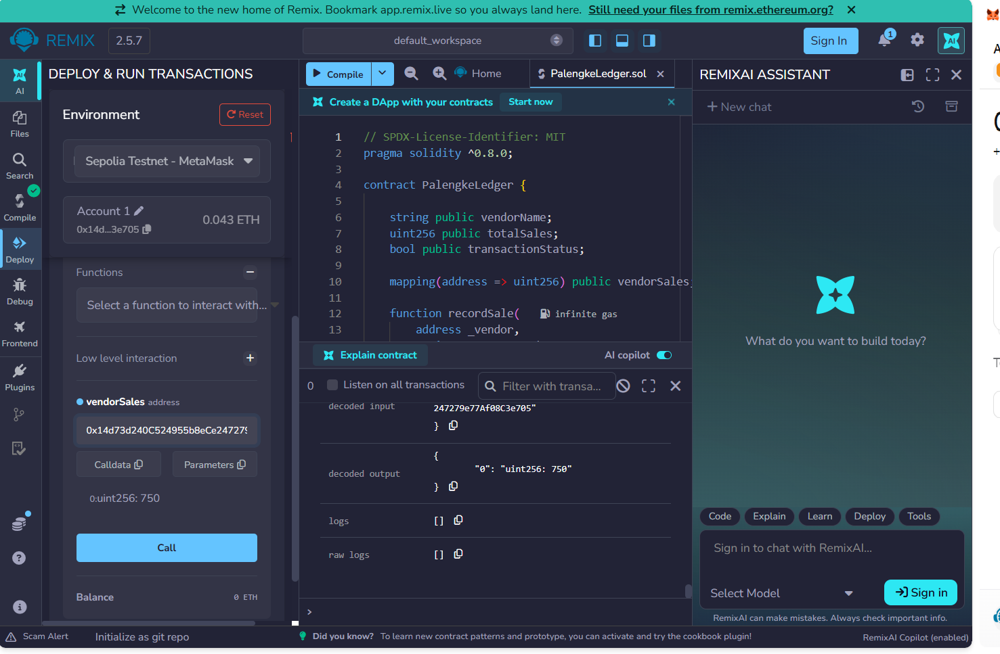 Welcome to the new home of Remix. Bookmark app.remix.live so you always land here. Still need your files from remix.ethereum.org?
REMIX 2.5.7
default_workspace
Sign In
1
AI
AI
Files
Search
Compile
Deploy
Debug
Frontend
Plugins
DEPLOY & RUN TRANSACTIONS
Environment
Reset
Sepolia Testnet - MetaMask
Account 1
0x14d...3e705
0.043 ETH
Functions
Select a function to interact with...
Low level interaction
vendorSales address
0x14d73d240C524955b8eCe247279
Calldata
Parameters
0:uint256: 750
Call
Balance
0 ETH
Compile
Home
PalengkeLedger.sol
Create a DApp with your contracts
Start now
1 // SPDX-License-Identifier: MIT
2 pragma solidity ^0.8.0;
3
4 contract PalengkeLedger {
5
6 string public vendorName;
7 uint256 public totalSales;
8 bool public transactionStatus;
9
10 mapping(address => uint256) public vendorSales;
11
12 function recordSale( infinite gas
13 address _vendor,
Explain contract
AI copilot
0
Listen on all transactions
Filter with transa...
decoded input
247279e77Af08C3e705"
}
decoded output
{
"0": "uint256: 750"
}
logs
[]
raw logs
[]
>
REMIXAI ASSISTANT
+ New chat
What do you want to build today?
Code
Explain
Learn
Deploy
Tools
Sign in to chat with RemixAI...
Select Model
Sign in
RemixAI can make mistakes. Always check important info.
Scam Alert
Initialize as git repo
Did you know? To learn new contract patterns and prototype, you can activate and try the cookbook plugin!
RemixAI Copilot (enabled)